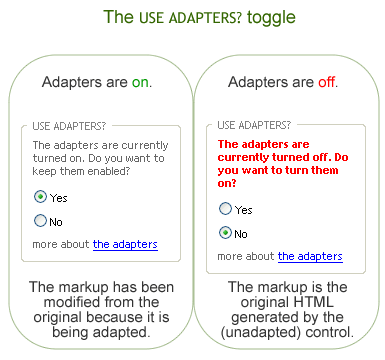 The USE ADAPTERS? toggle
Adapters are on.
USE ADAPTERS?
The adapters are currently
turned on. Do you want to
keep them enabled?
Yes
No
more about the adapters
The markup has been
modified from the
original because it is
being adapted.
Adapters are off.
USE ADAPTERS?
The adapters are
currently turned off. Do
you want to turn them
on?
Yes
No
more about the adapters
The markup is the
original HTML
generated by the
(unadapted) control.